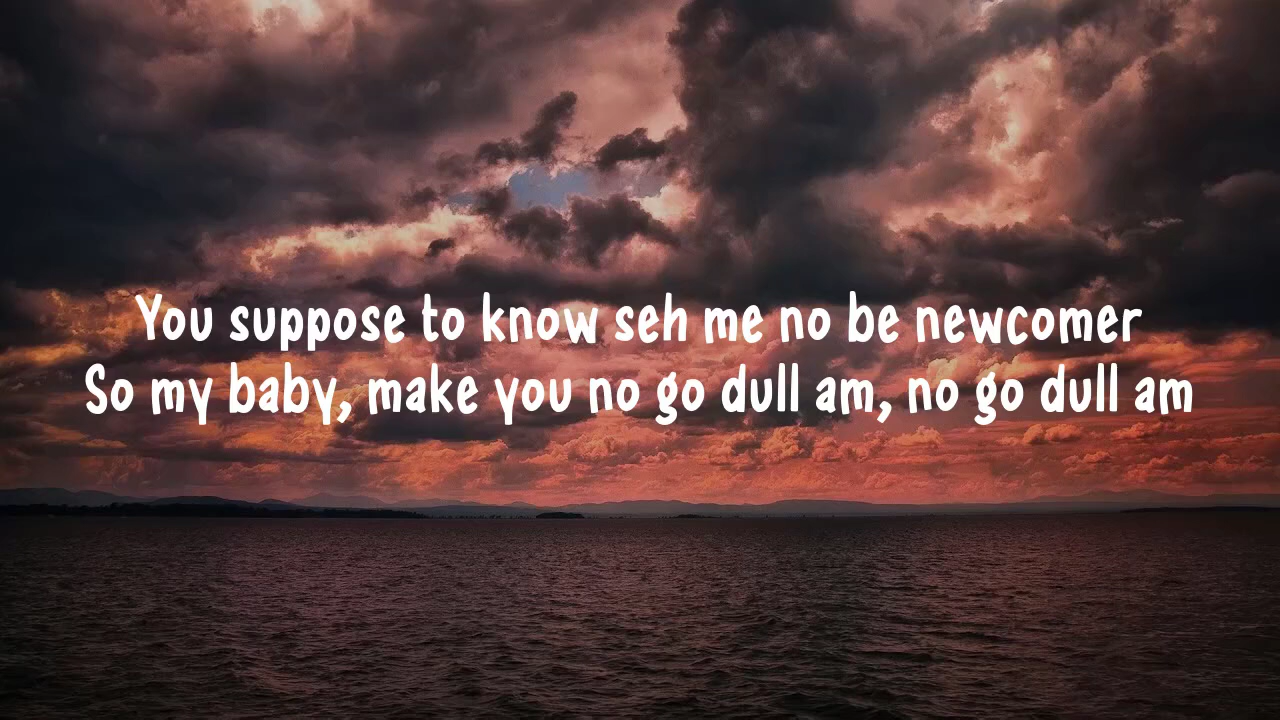 You suppose to know seh me no be newcomer
So my baby, make you no go dull am, no go dull am